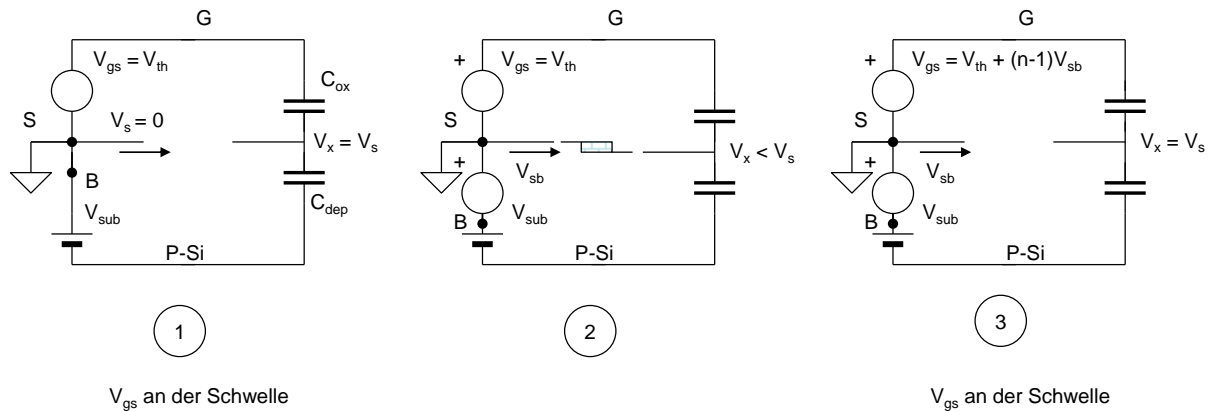 G
V_gs = V_th
C_ox
S
V_s = 0
V_x = V_s
B
C_dep
V_sub
P-Si
1
V_gs an der Schwelle
G
+
V_gs = V_th
S
+
V_sb
V_x < V_s
B
V_sub
P-Si
2
G
+
V_gs = V_th + (n-1)V_sb
S
+
V_sb
V_x = V_s
B
V_sub
P-Si
3
V_gs an der Schwelle